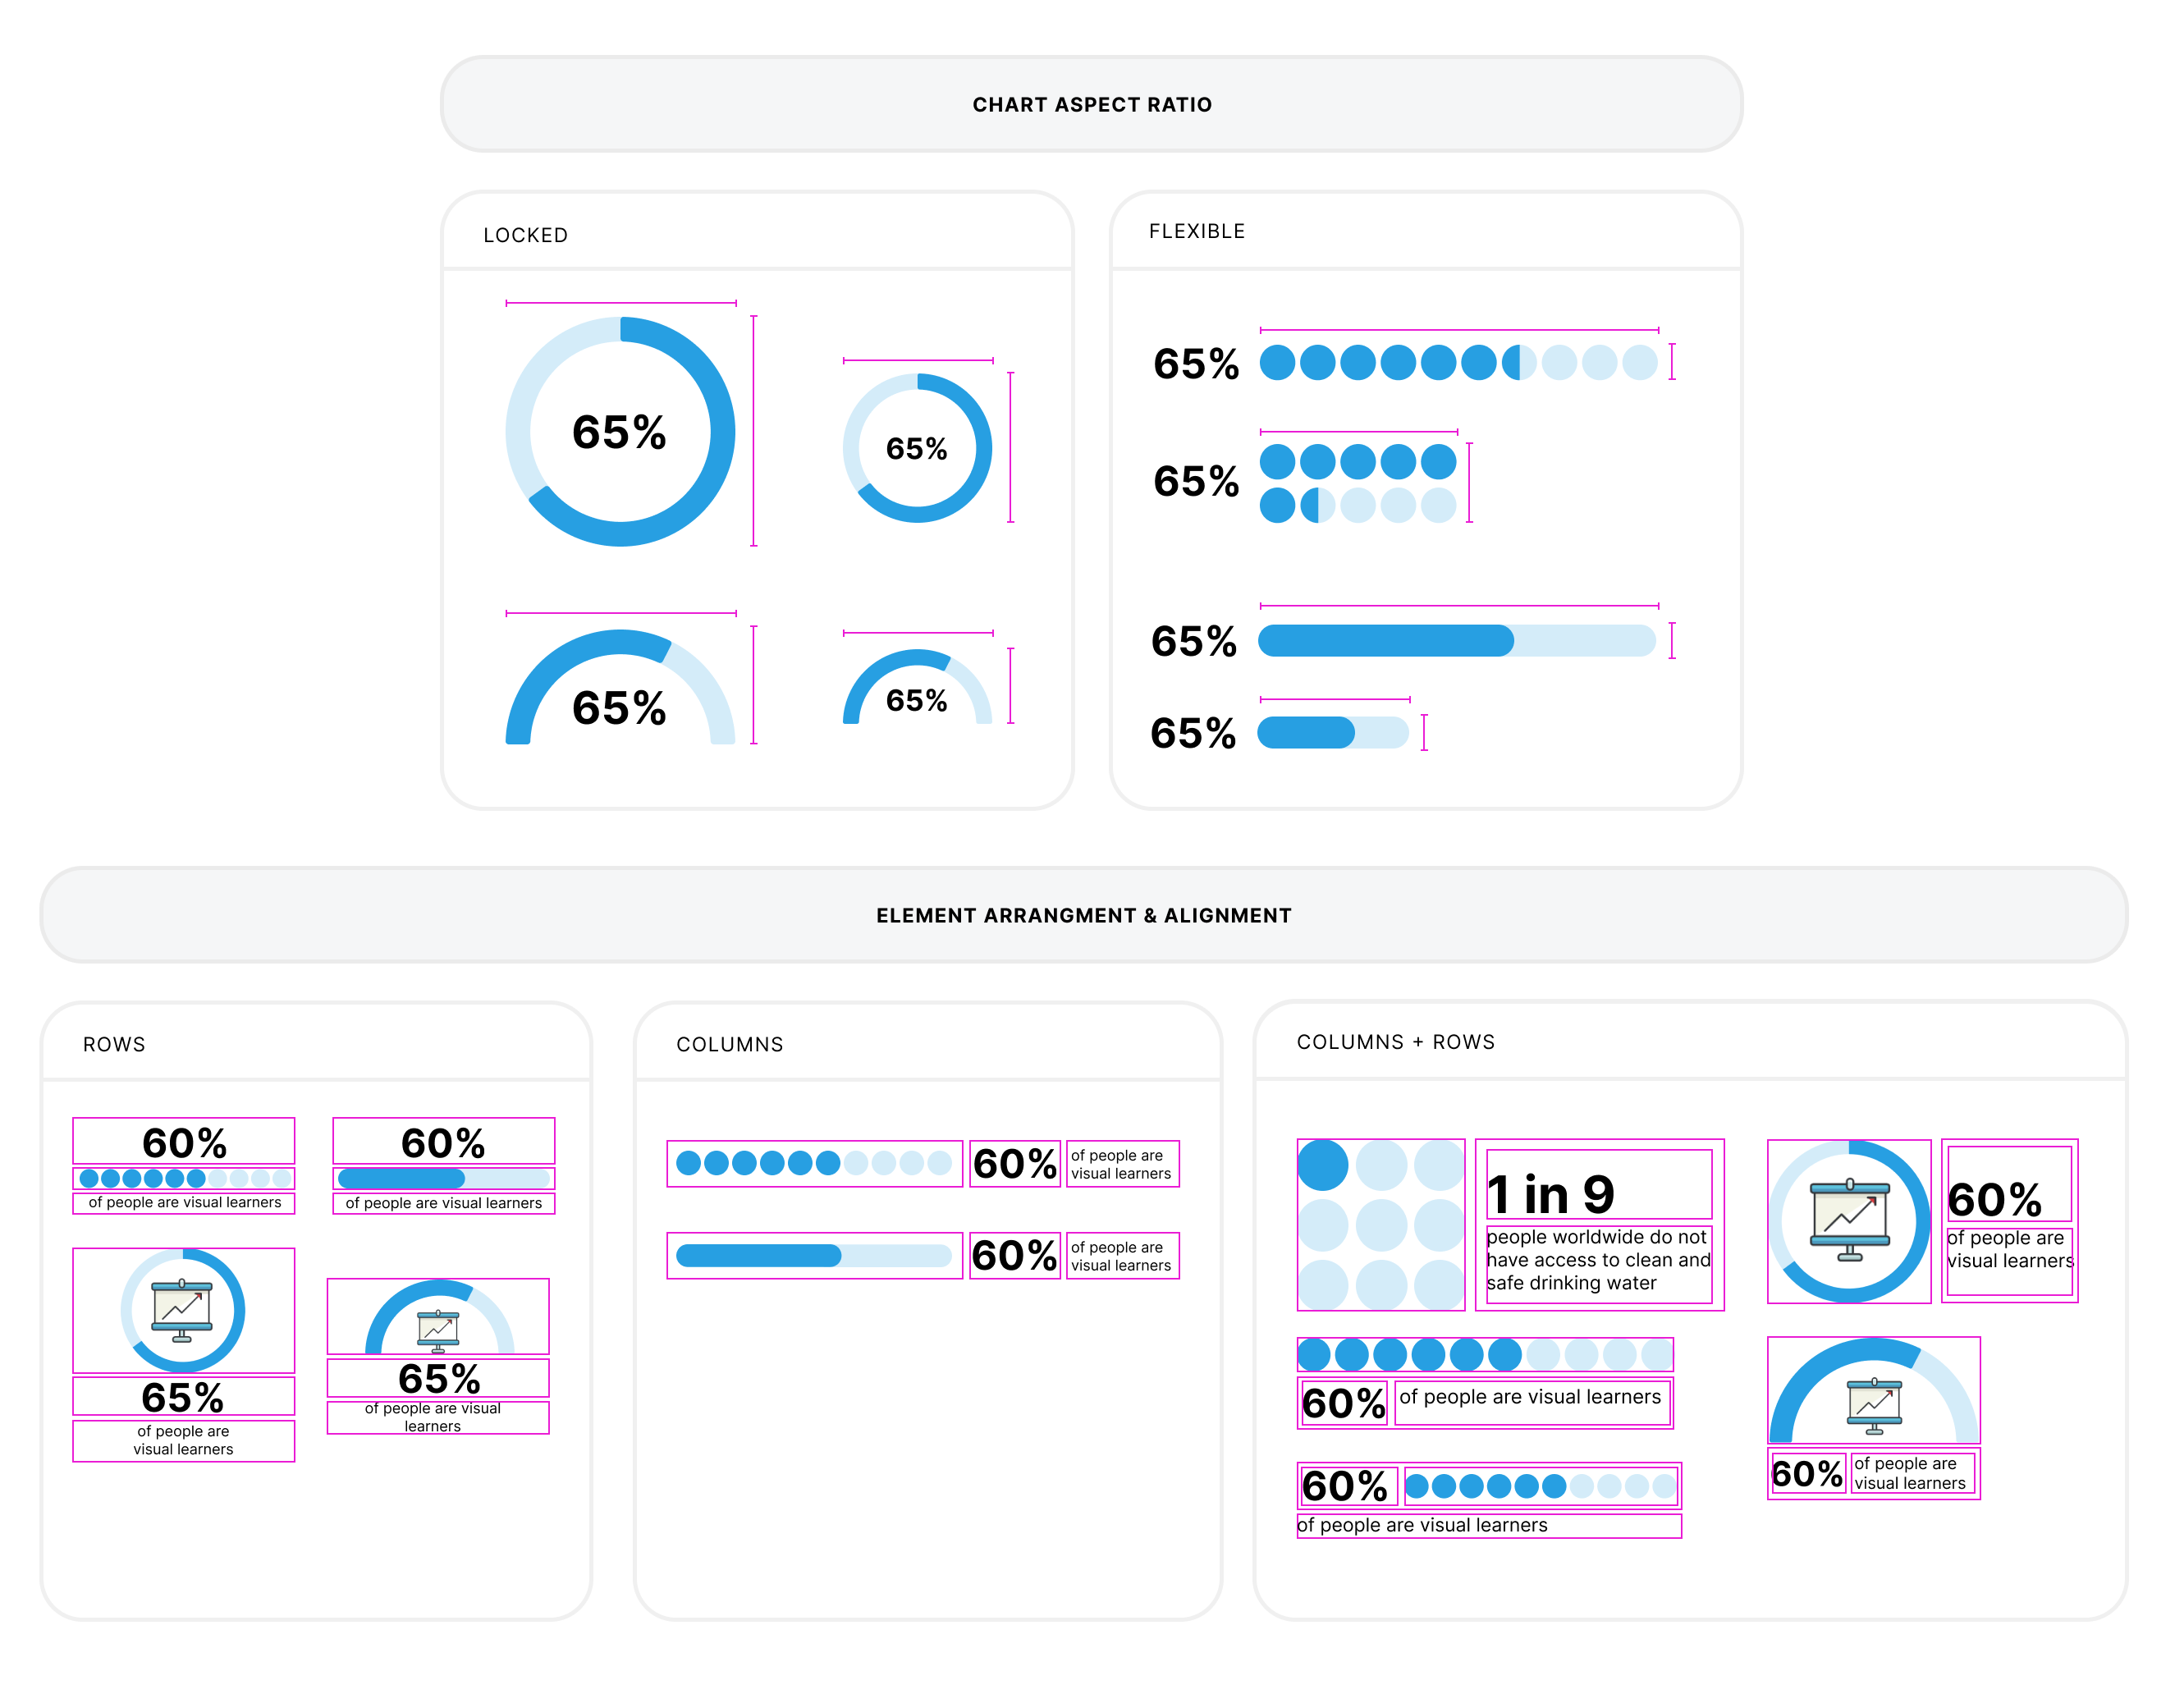 CHART ASPECT RATIO
LOCKED
65%
65%
65%
65%
FLEXIBLE
65%
65%
65%
65%
ELEMENT ARRANGMENT & ALIGNMENT
ROWS
60%
of people are visual learners
60%
of people are visual learners
65%
of people are
visual learners
65%
of people are visual
learners
COLUMNS
60%
of people are
visual learners
60%
of people are
visual learners
COLUMNS + ROWS
1 in 9
people worldwide do not
have access to clean and
safe drinking water
60%
of people are
visual learners
60%
of people are visual learners
60%
of people are visual learners
60%
of people are
visual learners